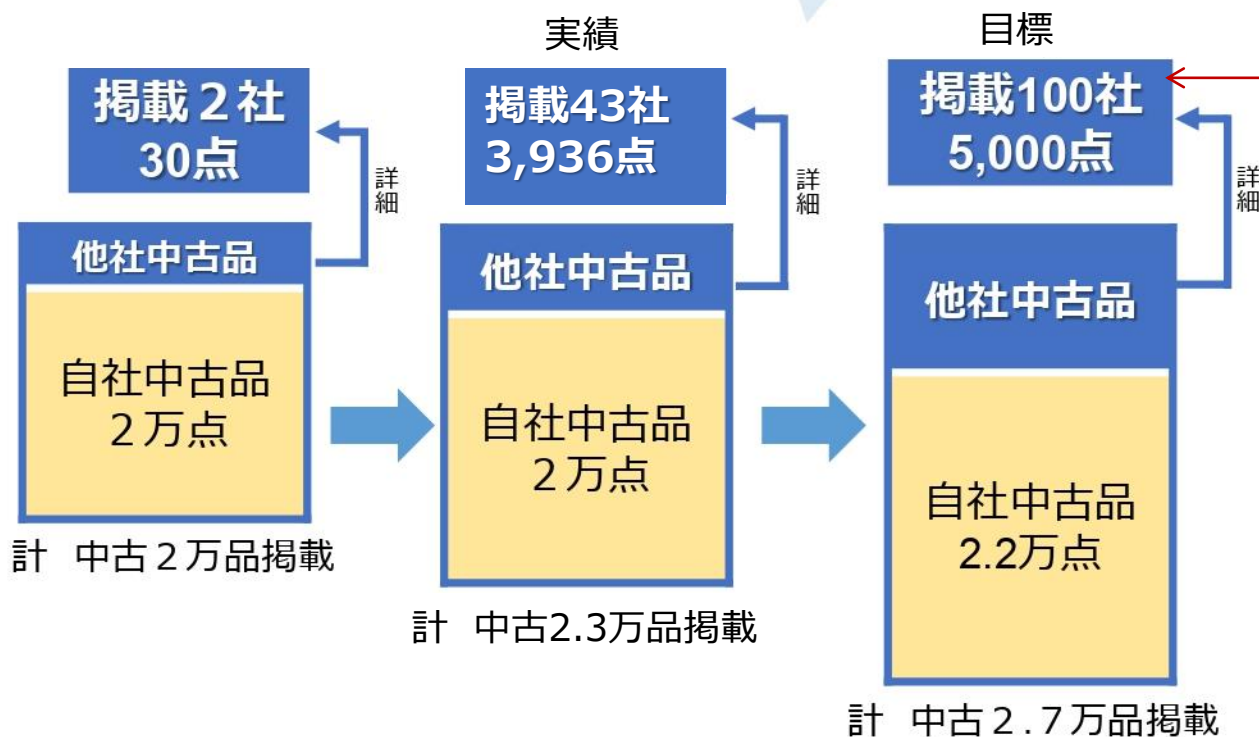 掲載２社
30点
詳細
他社中古品
自社中古品
２万点
計　中古２万品掲載
実績
掲載43社
3,936点
詳細
他社中古品
自社中古品
２万点
計　中古2.3万品掲載
目標
掲載100社
5,000点
詳細
他社中古品
自社中古品
2.2万点
計　中古２.７万品掲載